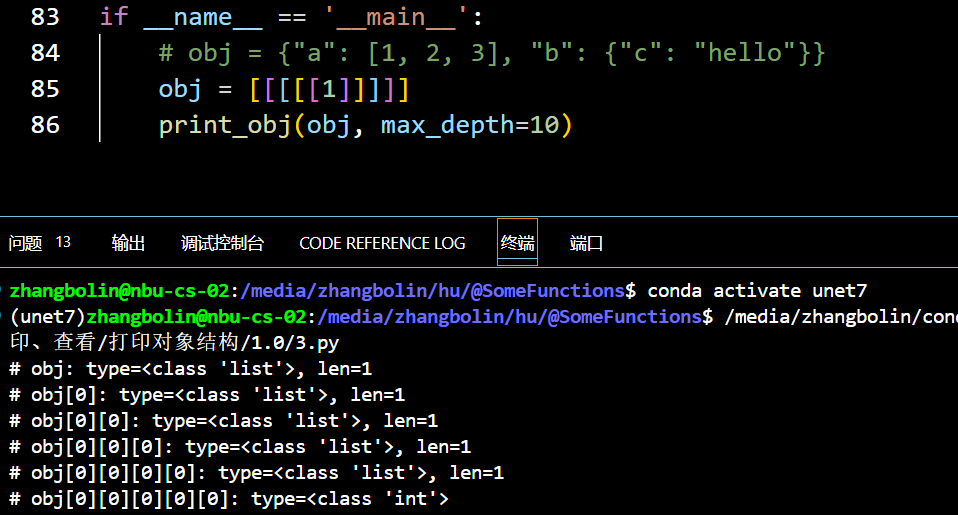 83 if __name__ == '__main__':
84 # obj = {"a": [1, 2, 3], "b": {"c": "hello"}}
85 obj = [[[[[1]]]]]
86 print_obj(obj, max_depth=10)
问题 13 输出 调试控制台 CODE REFERENCE LOG 终端 端口
zhangbolin@nbu-cs-02:/media/zhangbolin/hu/@SomeFunctions$ conda activate unet7
(unet7)zhangbolin@nbu-cs-02:/media/zhangbolin/hu/@SomeFunctions$ /media/zhangbolin/con
印、查看/打印对象结构/1.0/3.py
# obj: type=<class 'list'>, len=1
# obj[0]: type=<class 'list'>, len=1
# obj[0][0]: type=<class 'list'>, len=1
# obj[0][0][0]: type=<class 'list'>, len=1
# obj[0][0][0][0]: type=<class 'list'>, len=1
# obj[0][0][0][0][0]: type=<class 'int'>